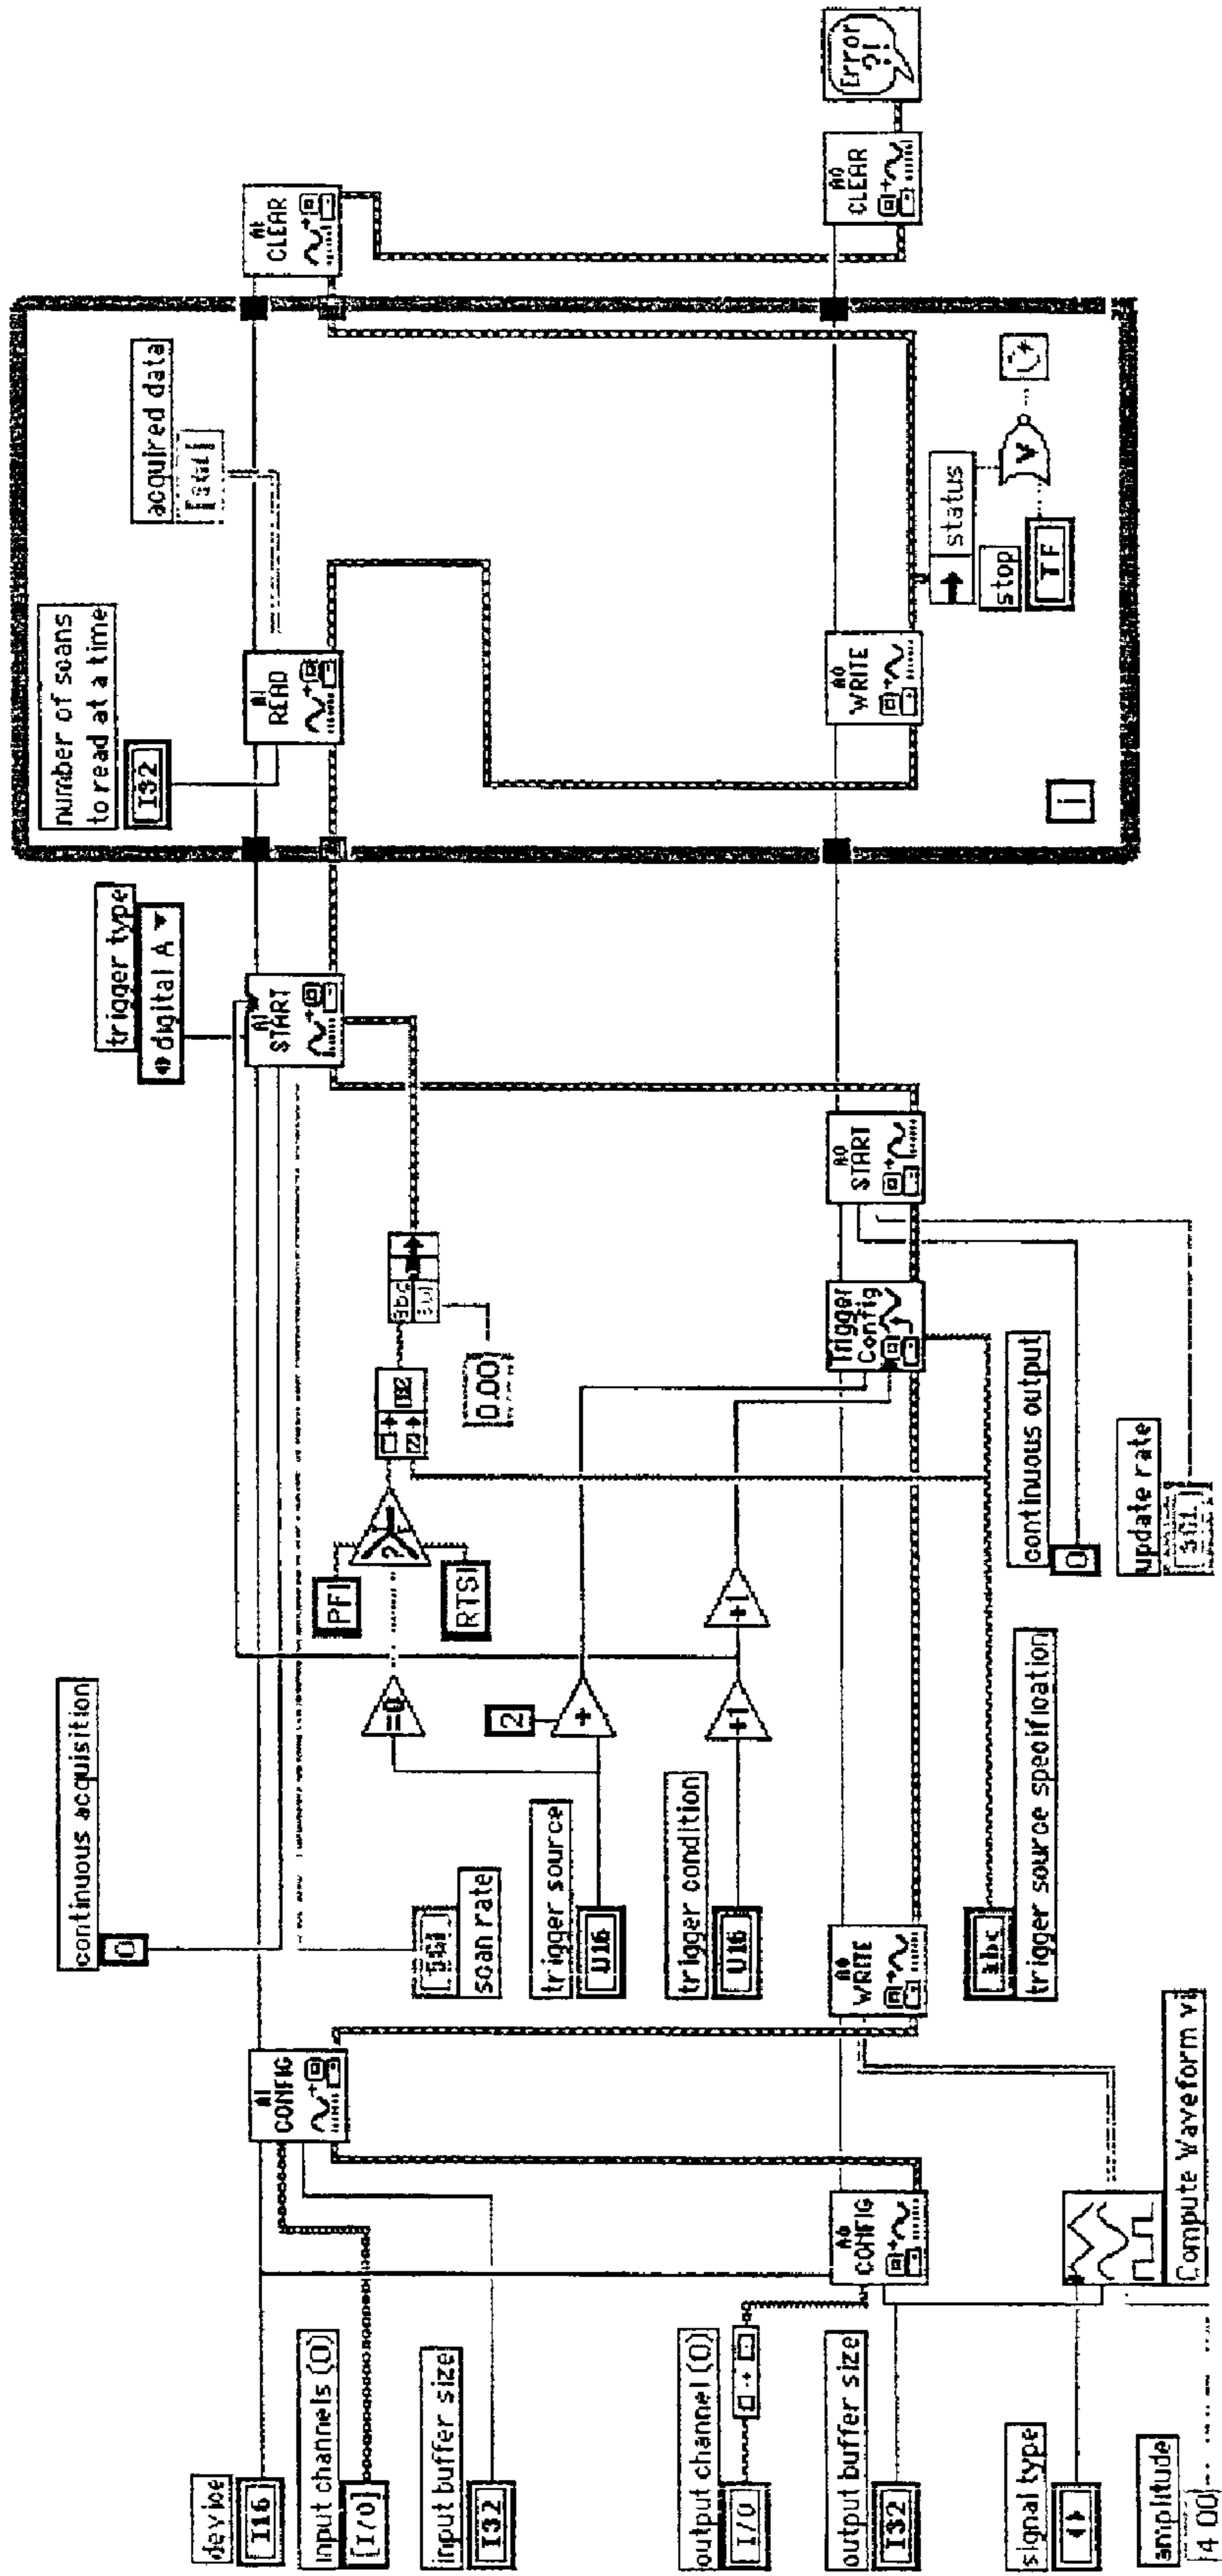 device
I16
input channels (0)
[I/O]
input buffer size
I32
output channel (0)
I/O
output buffer size
I32
signal type
amplitude
4.00
AI
CONFIG
AO
CONFIG
Compute Waveform vi
continuous acquisition
0
scan rate
trigger source
U16
trigger condition
U16
AO
WRITE
abc
trigger source specification
=0
2
+
+1
+1
PFI
RTSI
?
abc
0.00
Trigger
Config
continuous output
0
update rate
AO
START
trigger type
digital A
AI
START
number of scans
to read at a time
I32
AI
READ
acquired data
AO
WRITE
status
stop
TF
V
i
AI
CLEAR
AO
CLEAR
Error
?!